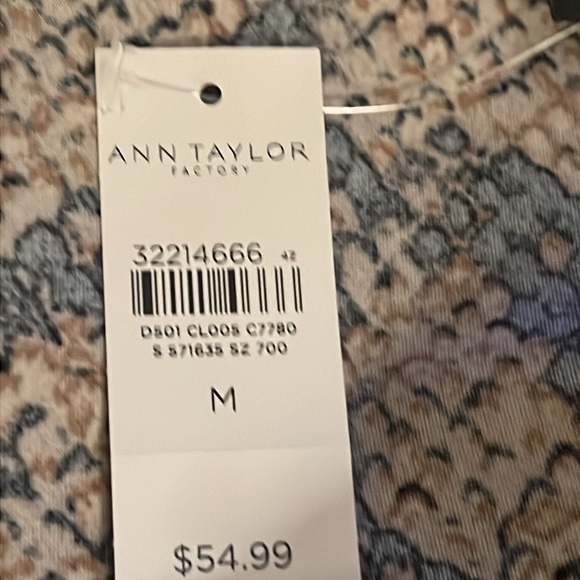 ANN TAYLOR
FACTORY
32214666 42
D501 CL005 C7780
S 571635 SZ 700
M
$54.99